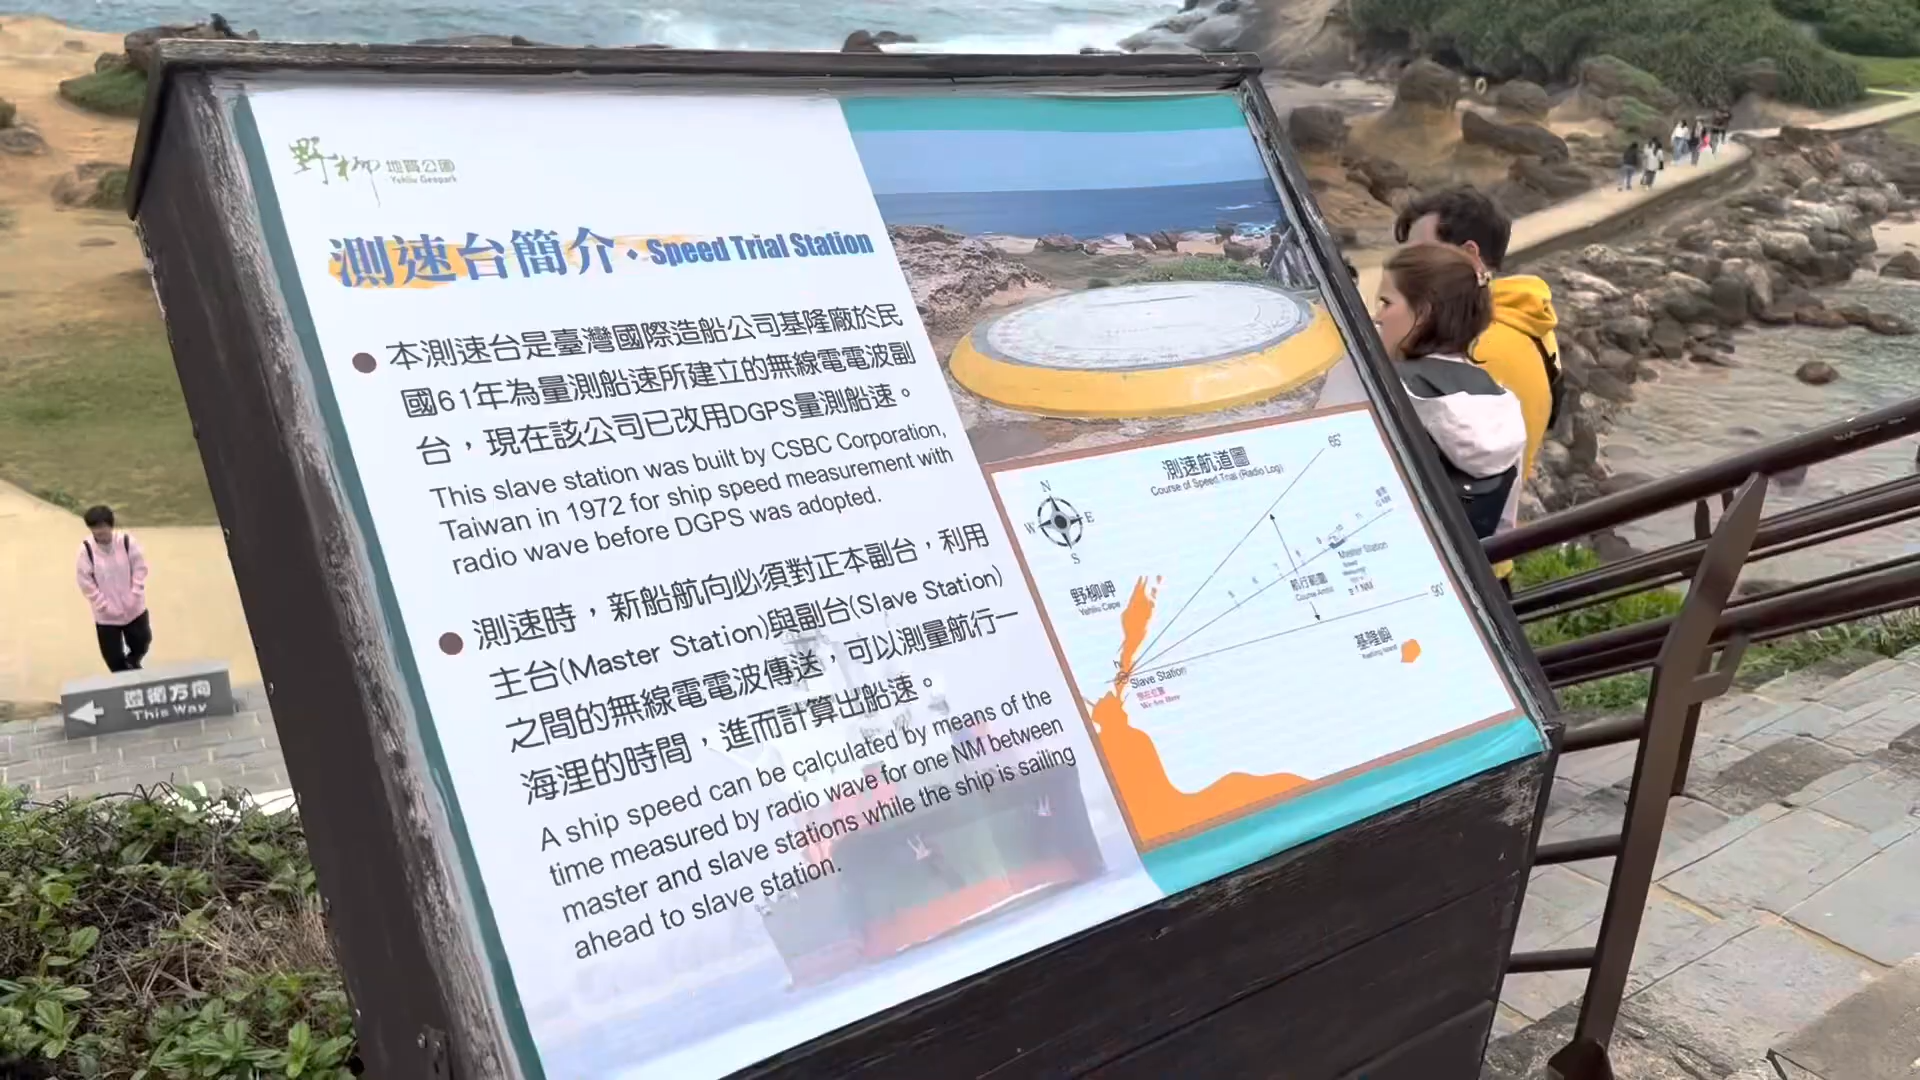 野柳 地質公園
Yehliu Geopark
測速台簡介・Speed Trial Station
本測速台是臺灣國際造船公司基隆廠於民
國61年為量測船速所建立的無線電電波副
台，現在該公司已改用DGPS量測船速。
This slave station was built by CSBC Corporation,
Taiwan in 1972 for ship speed measurement with
radio wave before DGPS was adopted.
測速時，新船航向必須對正本副台，利用
主台(Master Station)與副台(Slave Station)
之間的無線電電波傳送，可以測量航行一
海浬的時間，進而計算出船速。
A ship speed can be calculated by means of the
time measured by radio wave for one NM between
master and slave stations while the ship is sailing
ahead to slave station.
測速航道圖
Course of Speed Trial (Radio Log)
65°
N
W
E
S
Master Station
航行範圍
90°
野柳岬
Yehliu Cape
基隆嶼
Keelung Island
Slave Station
現在位置
We Are Here
遊園方向
This Way